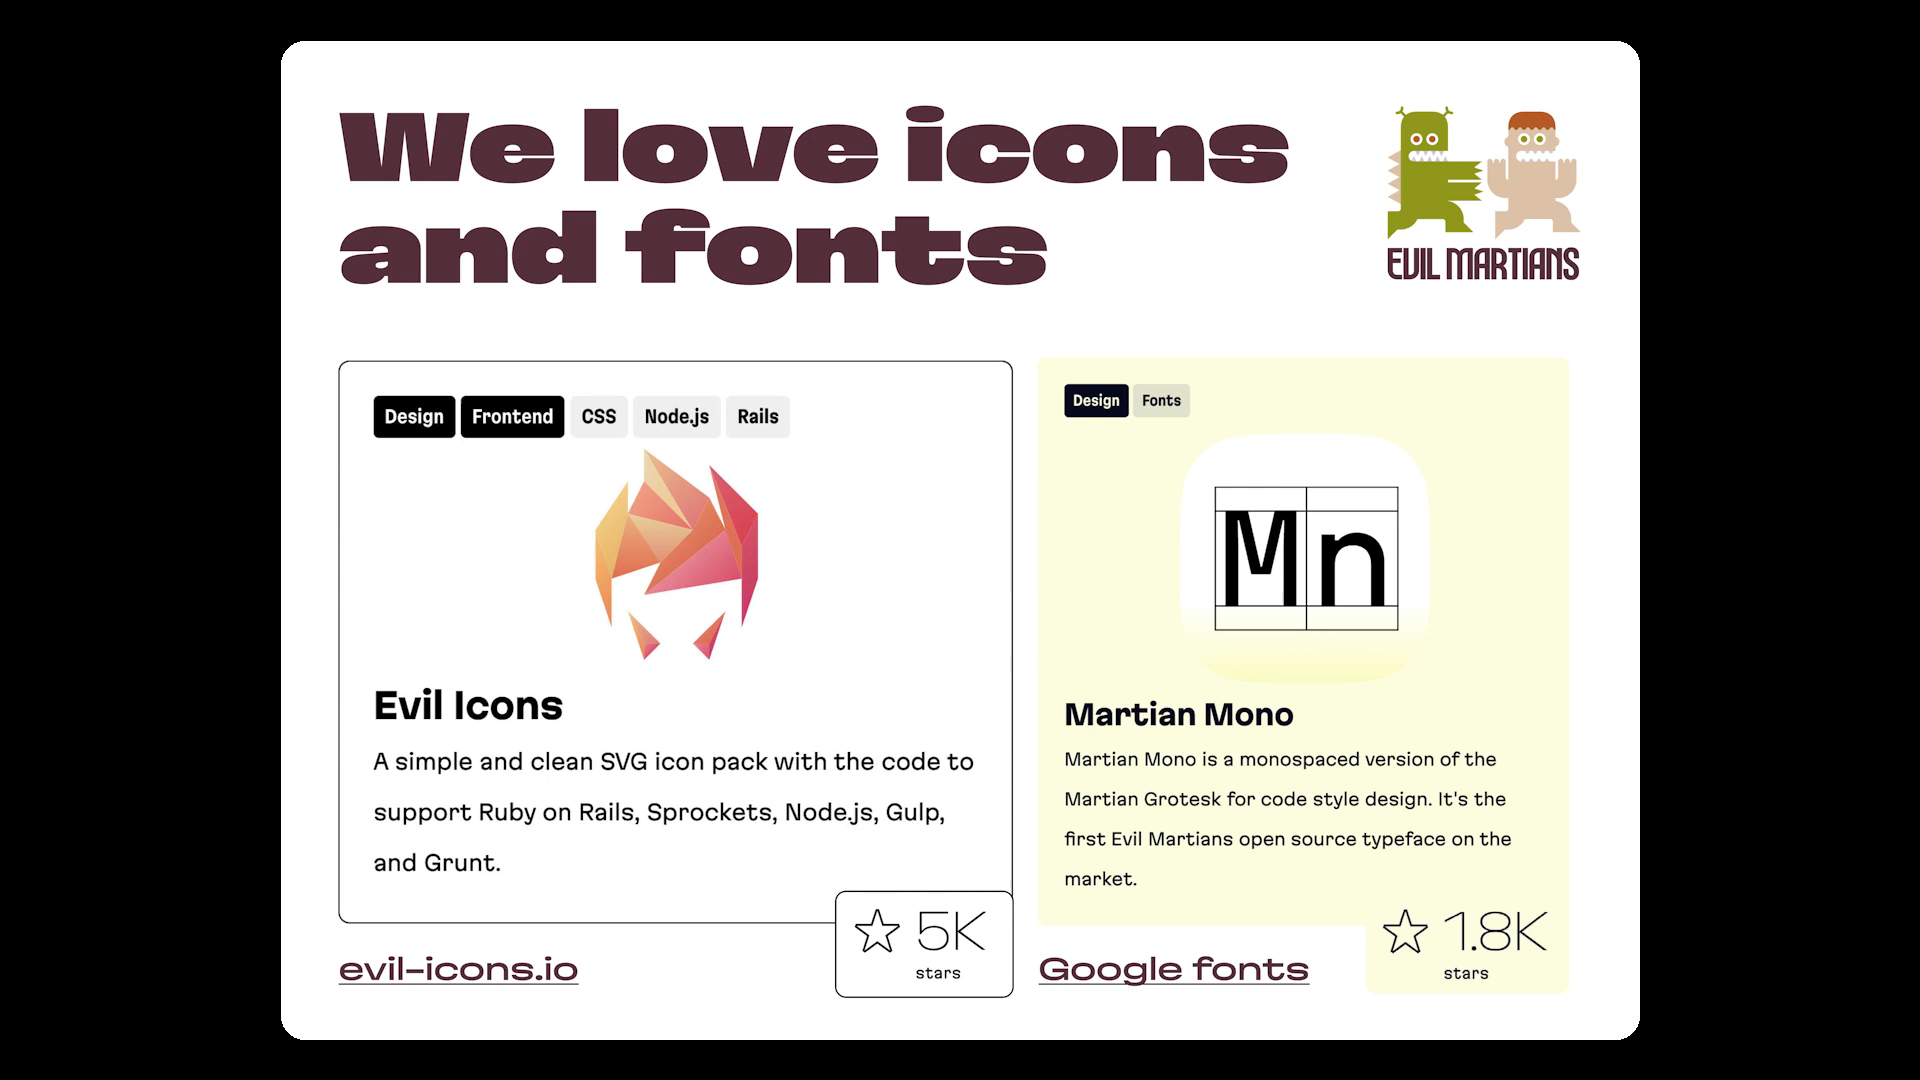 We love icons
and fonts
EVIL MARTIANS
Design Frontend CSS Node.js Rails
Evil Icons
A simple and clean SVG icon pack with the code to
support Ruby on Rails, Sprockets, Node.js, Gulp,
and Grunt.
5K
stars
evil-icons.io
Design Fonts
Mn
Martian Mono
Martian Mono is a monospaced version of the
Martian Grotesk for code style design. It's the
first Evil Martians open source typeface on the
market.
1.8K
stars
Google fonts